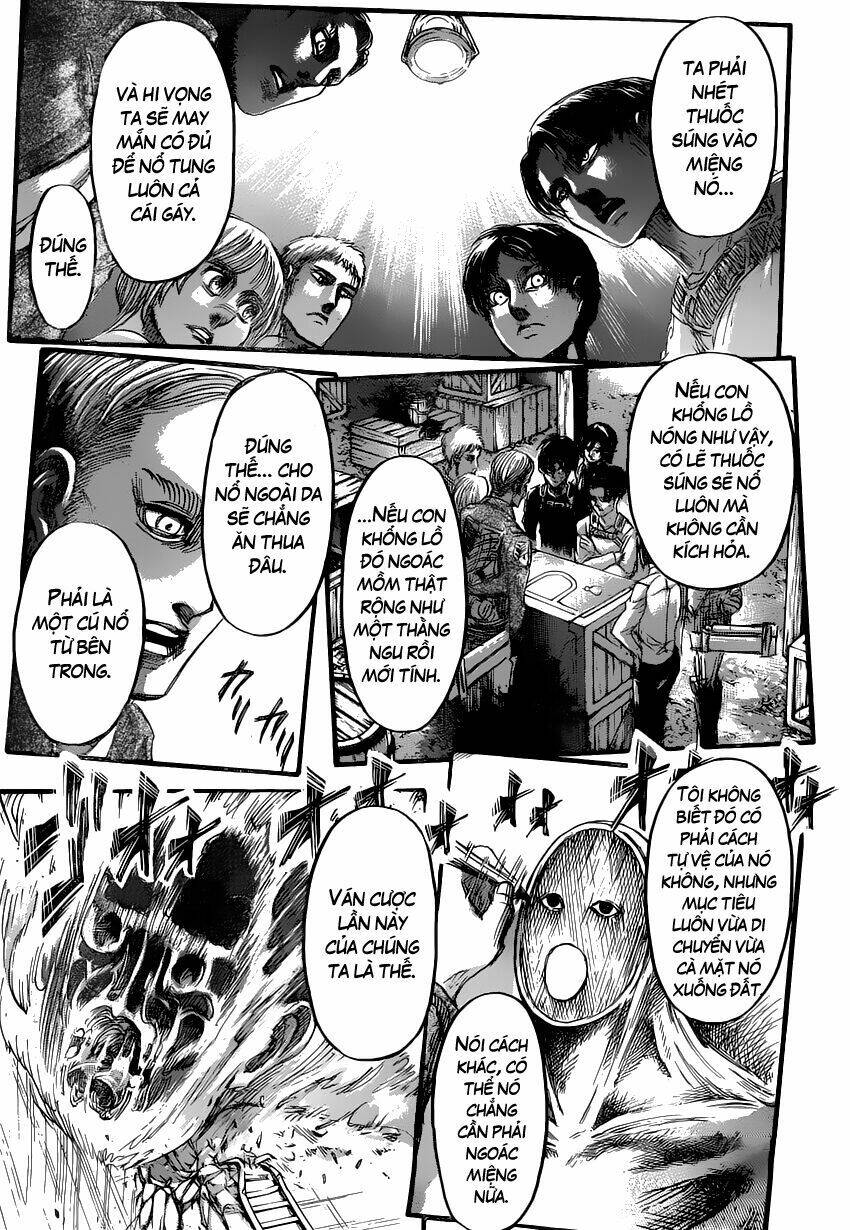 TA PHẢI
NHÉT
THUỐC
SÚNG VÀO
MIỆNG
NÓ...
VÀ HI VỌNG
TA SẼ MAY
MẮN CÓ ĐỦ
ĐỂ NỔ TUNG
LUÔN CẢ
CÁI GÁY.
ĐÚNG
THẾ.
NẾU CON
KHỔNG LỒ
NÓNG NHƯ VẬY,
CÓ LẼ THUỐC
SŨNG SẼ NỔ
LUÔN MÀ
KHÔNG CẦN
KÍCH HỎA.
...NẾU CON
KHỔNG LỒ
ĐÓ NGOÁC
MỒM THẬT
RỘNG NHƯ
MỘT THẰNG
NGU RỒI
MỚI TÍNH.
ĐÚNG
THẾ... CHO
NỔ NGOÀI DA
SẼ CHẲNG
ĂN THUA
ĐÂU.
PHẢI LÀ
MỘT CÚ NỔ
TỪ BÊN
TRONG.
TÔI KHÔNG
BIẾT ĐÓ CÓ
PHẢI CÁCH
TỰ VỆ CỦA NÓ
KHÔNG, NHƯNG
MỤC TIÊU
LUÔN VỪA DI
CHUYỂN VỪA
CÀ MẶT NÓ
XUỐNG ĐẤT.
NÓI CÁCH
KHÁC, CÓ
THỂ NÓ
CHẲNG
CẦN PHẢI
NGOÁC
MIỆNG
NỮA.
VÁN CƯỢC
LẦN NÀY
CỦA CHÚNG
TA LÀ THẾ.